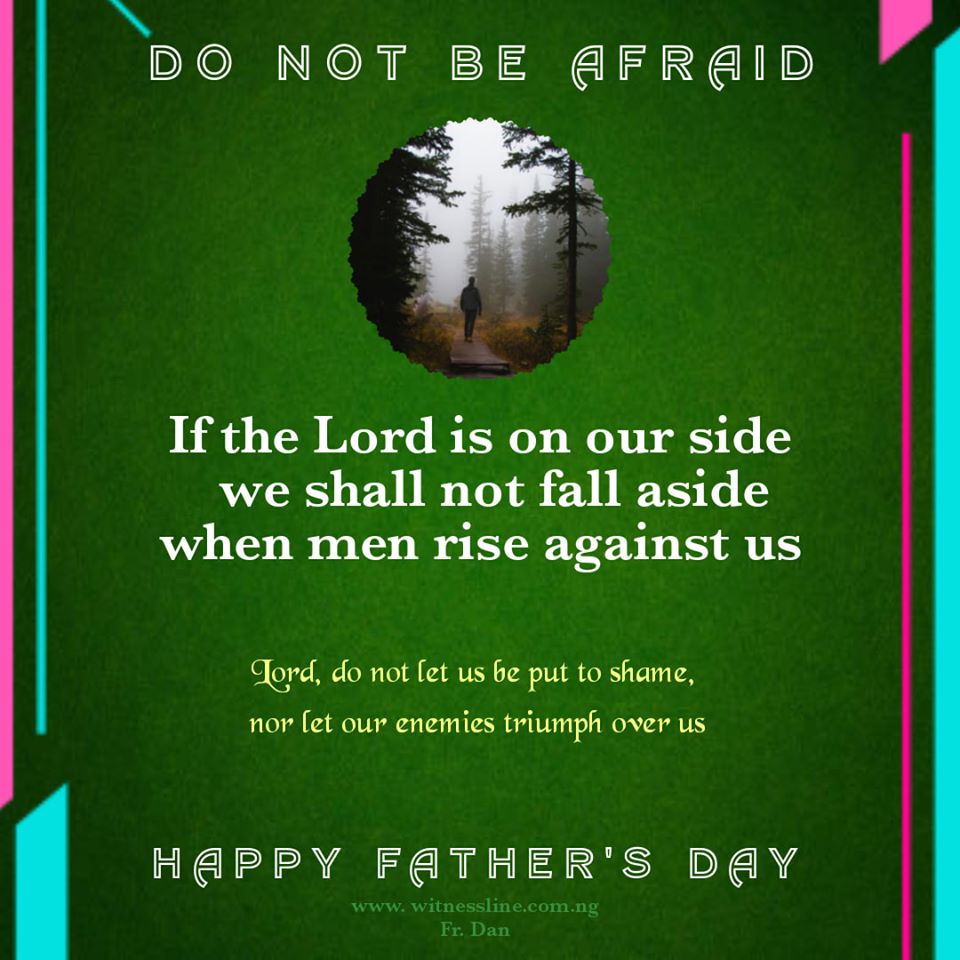 DO NOT BE AFRAID
If the Lord is on our side
we shall not fall aside
when men rise against us
Lord, do not let us be put to shame,
nor let our enemies triumph over us
HAPPY FATHER'S DAY
www. witnessline.com.ng
Fr. Dan